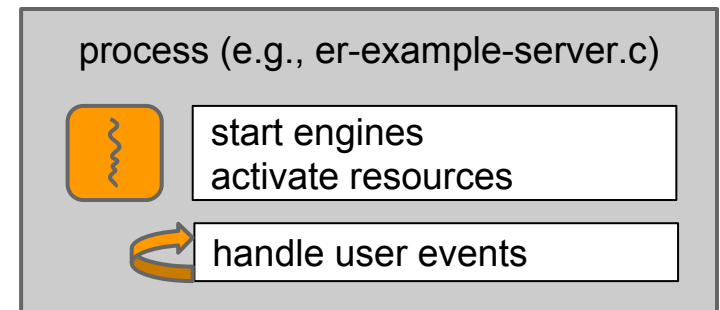 process (e.g., er-example-server.c)
start engines
activate resources
handle user events